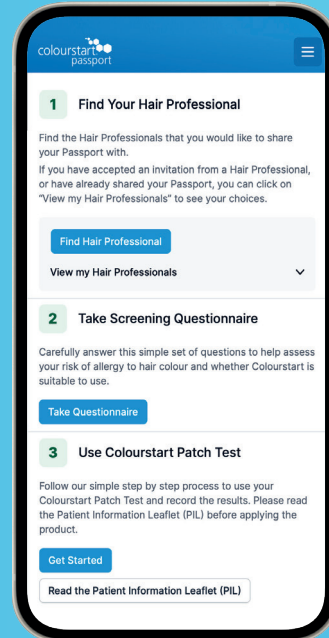 colourstart
passport
1 Find Your Hair Professional
Find the Hair Professionals that you would like to share
your Passport with.
If you have accepted an invitation from a Hair Professional,
or have already shared your Passport, you can click on
“View my Hair Professionals” to see your choices.
Find Hair Professional
View my Hair Professionals
2 Take Screening Questionnaire
Carefully answer this simple set of questions to help assess
your risk of allergy to hair colour and whether Colourstart is
suitable to use.
Take Questionnaire
3 Use Colourstart Patch Test
Follow our simple step by step process to use your
Colourstart Patch Test and record the results. Please read
the Patient Information Leaflet (PIL) before applying the
product.
Get Started
Read the Patient Information Leaflet (PIL)